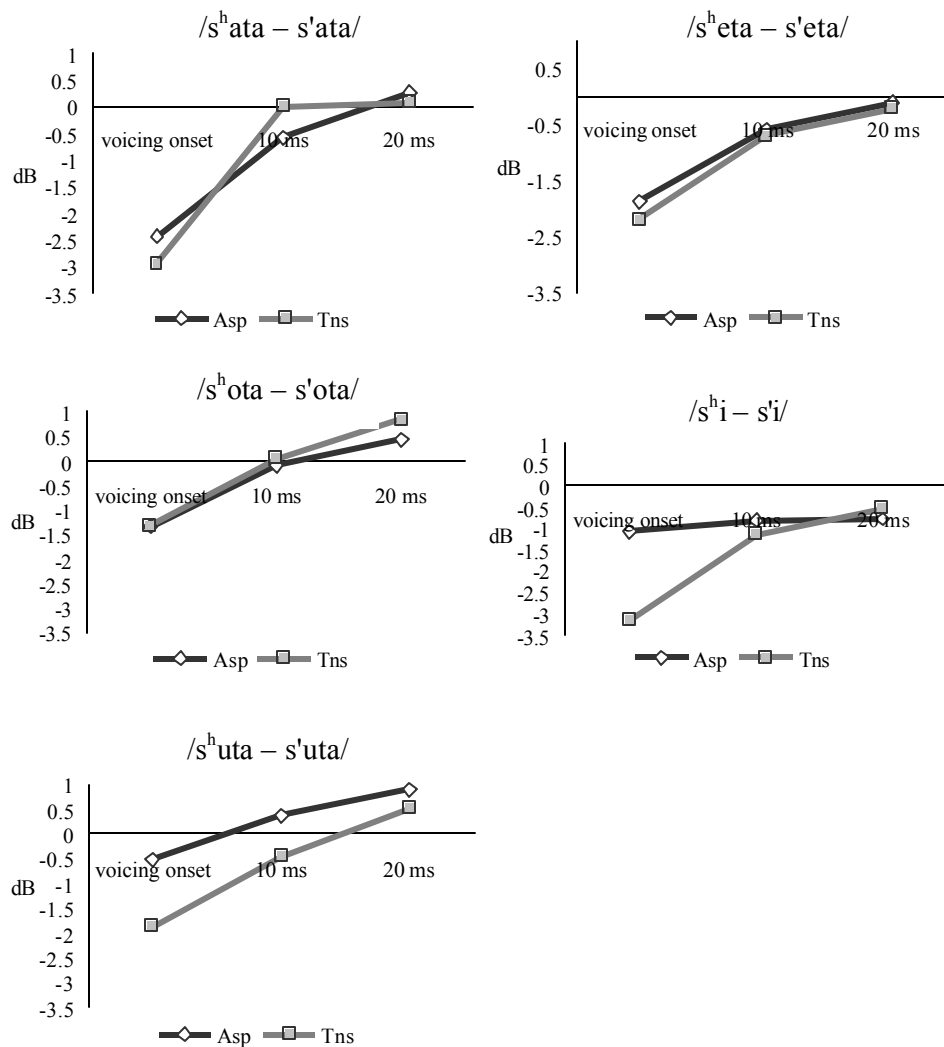 /sʰata – s'ata/
1
0.5
0
-0.5
-1
-1.5
-2
-2.5
-3
-3.5
dB
voicing onset 10 ms 20 ms
Asp Tns
/sʰeta – s'eta/
0.5
-0.5
-1.5
-2.5
-3.5
dB
voicing onset 10 ms 20 ms
Asp Tns
/sʰota – s'ota/
1
0.5
0
-0.5
-1
-1.5
-2
-2.5
-3
-3.5
dB
voicing onset 10 ms 20 ms
Asp Tns
/sʰi – s'i/
1
0.5
0
-0.5
-1
-1.5
-2
-2.5
-3
-3.5
dB
voicing onset 10 ms 20 ms
Asp Tns
/sʰuta – s'uta/
1
0.5
0
-0.5
-1
-1.5
-2
-2.5
-3
-3.5
dB
voicing onset 10 ms 20 ms
Asp Tns